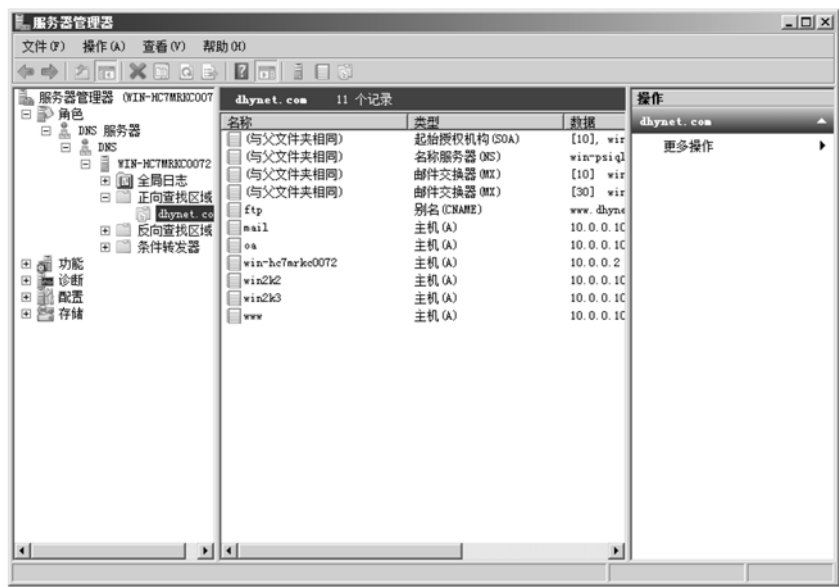 服务器管理器
文件(F) 操作(A) 查看(V) 帮助(H)
服务器管理器 (WIN-HC7MRKC007
角色
DNS 服务器
DNS
WIN-HC7MRKC0072
全局日志
正向查找区域
dhynet.co
反向查找区域
条件转发器
功能
诊断
配置
存储
dhynet.com 11 个记录
名称 类型 数据
(与父文件夹相同) 起始授权机构(SOA) [10], wir
(与父文件夹相同) 名称服务器(NS) win-psiql
(与父文件夹相同) 邮件交换器(MX) [10] wir
(与父文件夹相同) 邮件交换器(MX) [30] wir
ftp 别名(CNAME) www.dhyne
mail 主机(A) 10.0.0.10
oa 主机(A) 10.0.0.10
win-hc7mrkc0072 主机(A) 10.0.0.2
win2k2 主机(A) 10.0.0.10
win2k3 主机(A) 10.0.0.10
www 主机(A) 10.0.0.10
操作
dhynet.com
更多操作